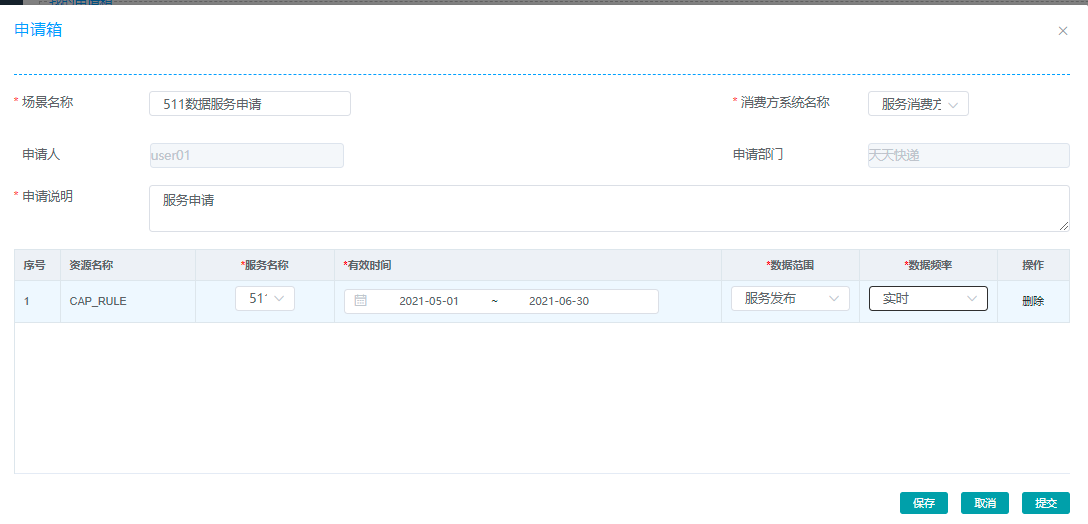 申请箱
* 场景名称 511数据服务申请 * 消费方系统名称 服务消费方
申请人 user01 申请部门 天天快递
* 申请说明 服务申请
序号 资源名称 *服务名称 *有效时间 *数据范围 *数据频率 操作
1 CAP_RULE 511 2021-05-01 ~ 2021-06-30 服务发布 实时 删除
保存 取消 提交